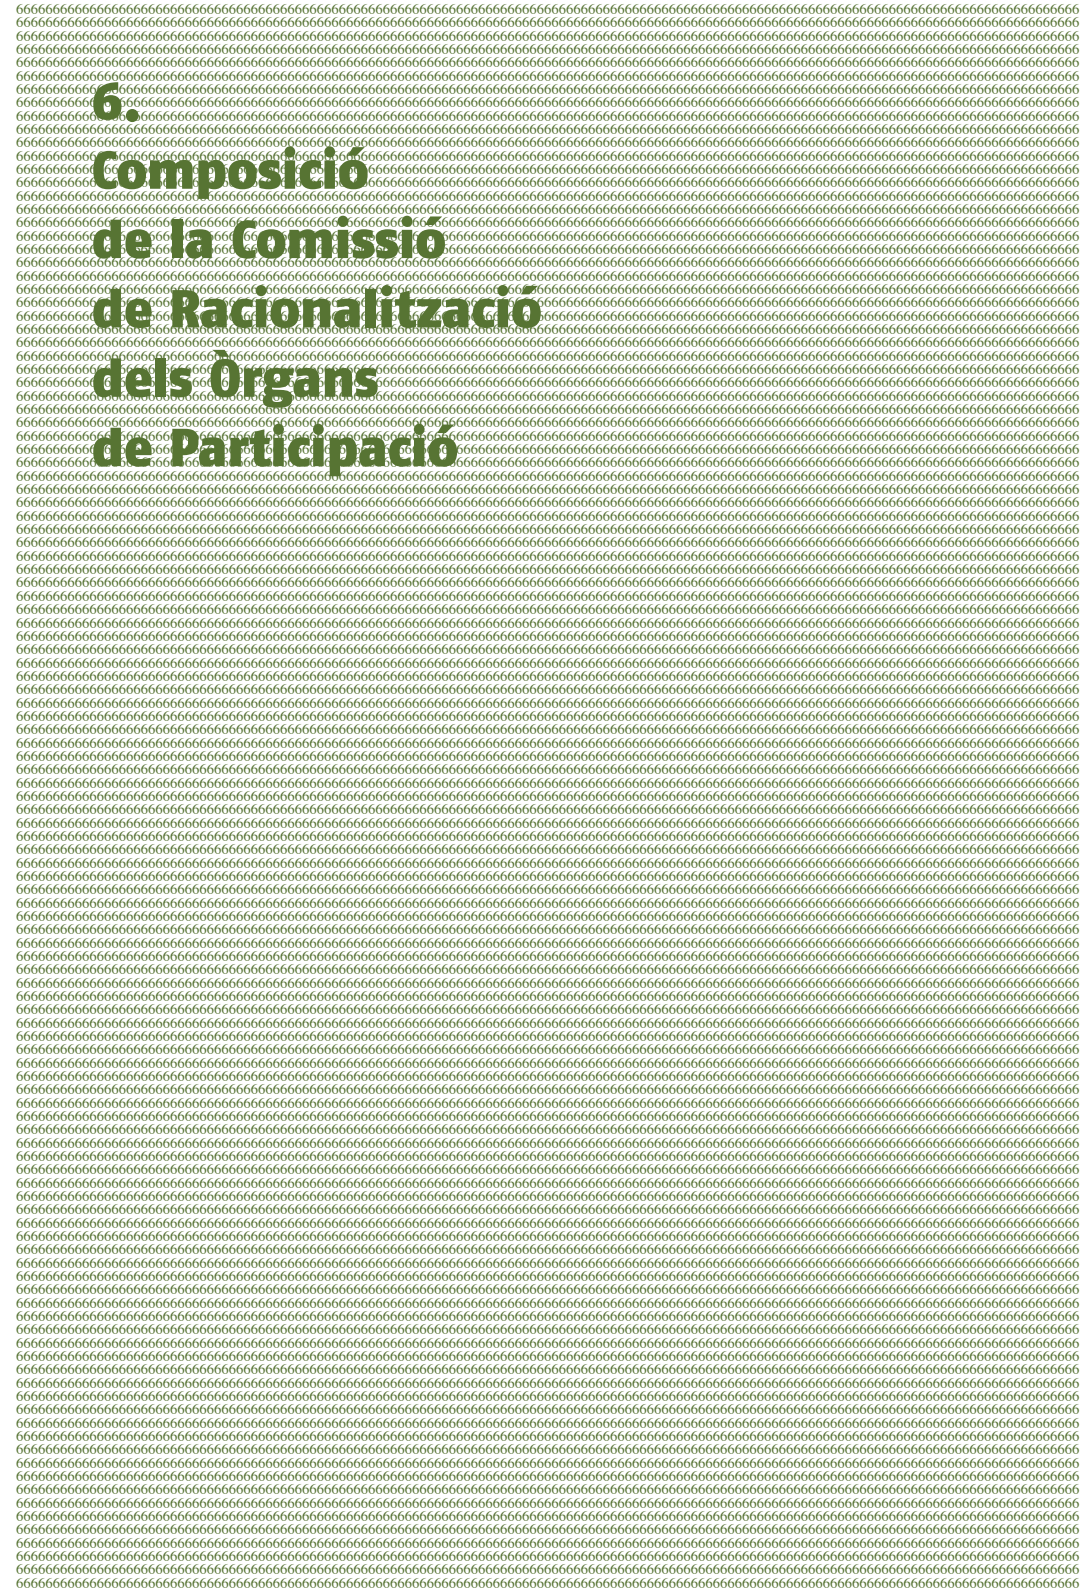 6.
Composició
de la Comissió
de Racionalització
dels Òrgans
de Participació